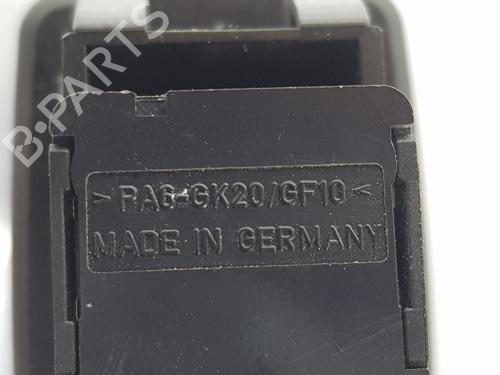 B-PARTS
> PA6-GK20/GF10 <
MADE IN GERMANY